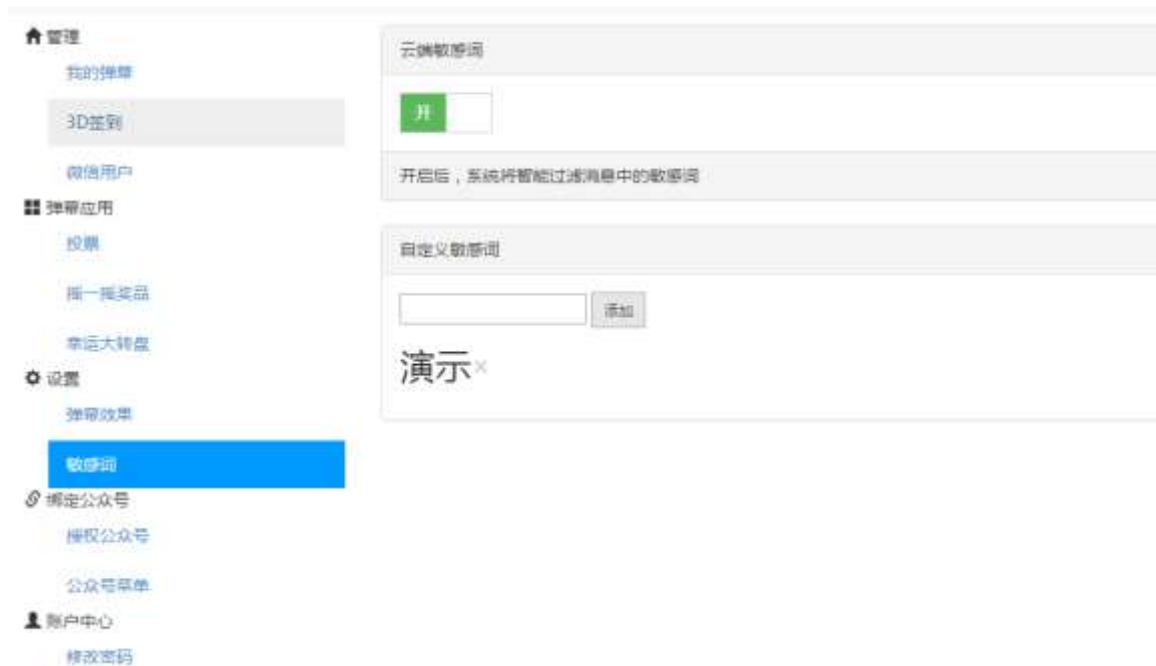 管理
我的弹幕
3D签到
微信用户
弹幕应用
投票
摇一摇奖品
幸运大转盘
设置
弹幕效果
敏感词
绑定公众号
授权公众号
公众号菜单
账户中心
修改密码
云端敏感词
开
开启后，系统将智能过滤消息中的敏感词
自定义敏感词
添加
演示×